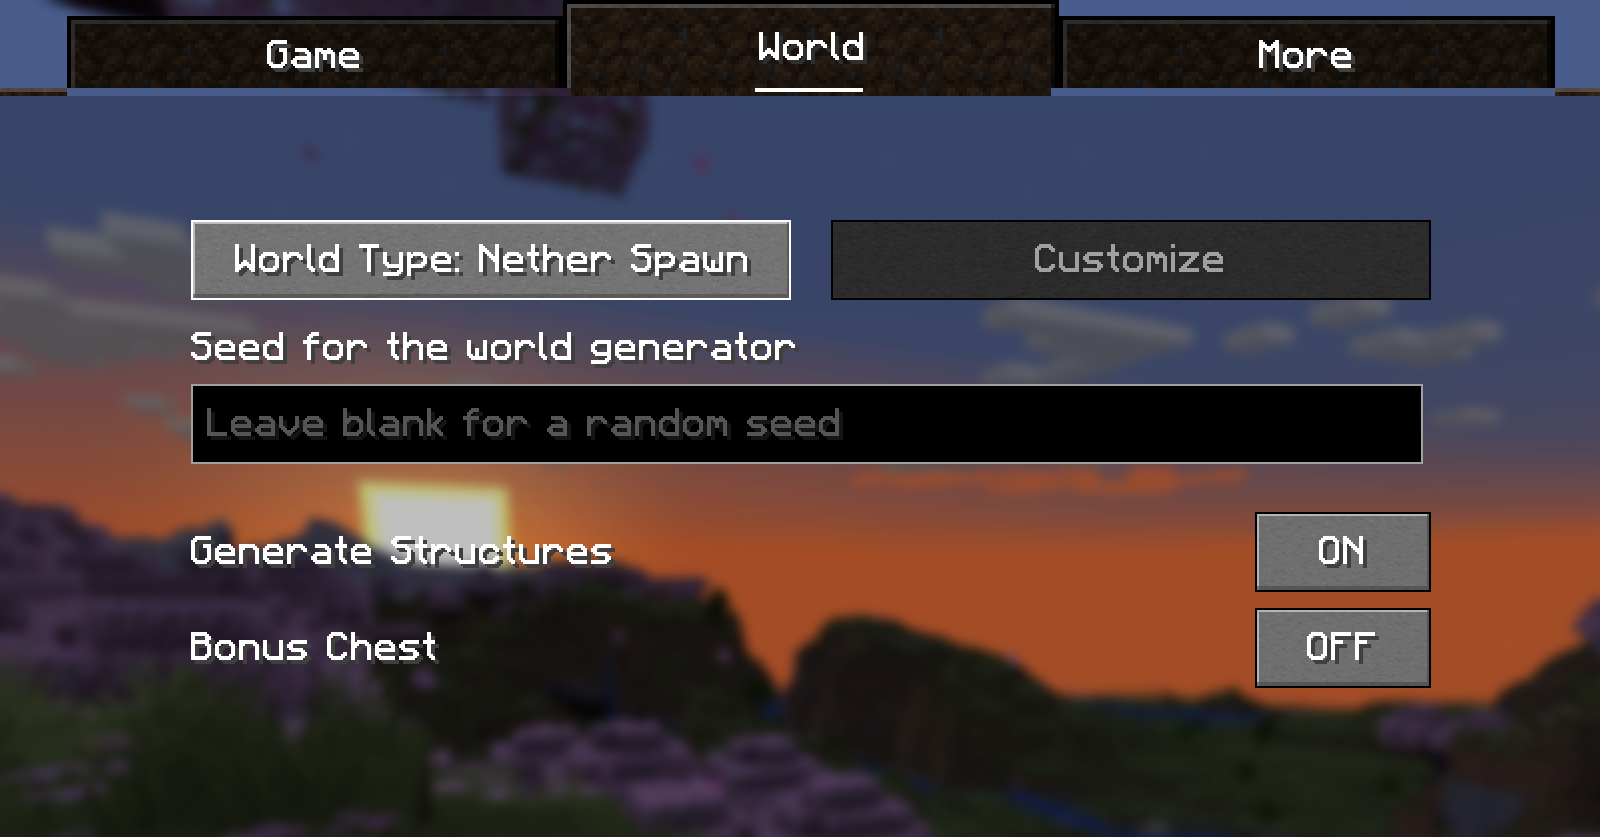 Game
World
More
World Type: Nether Spawn
Customize
Seed for the world generator
Leave blank for a random seed
Generate Structures
ON
Bonus Chest
OFF